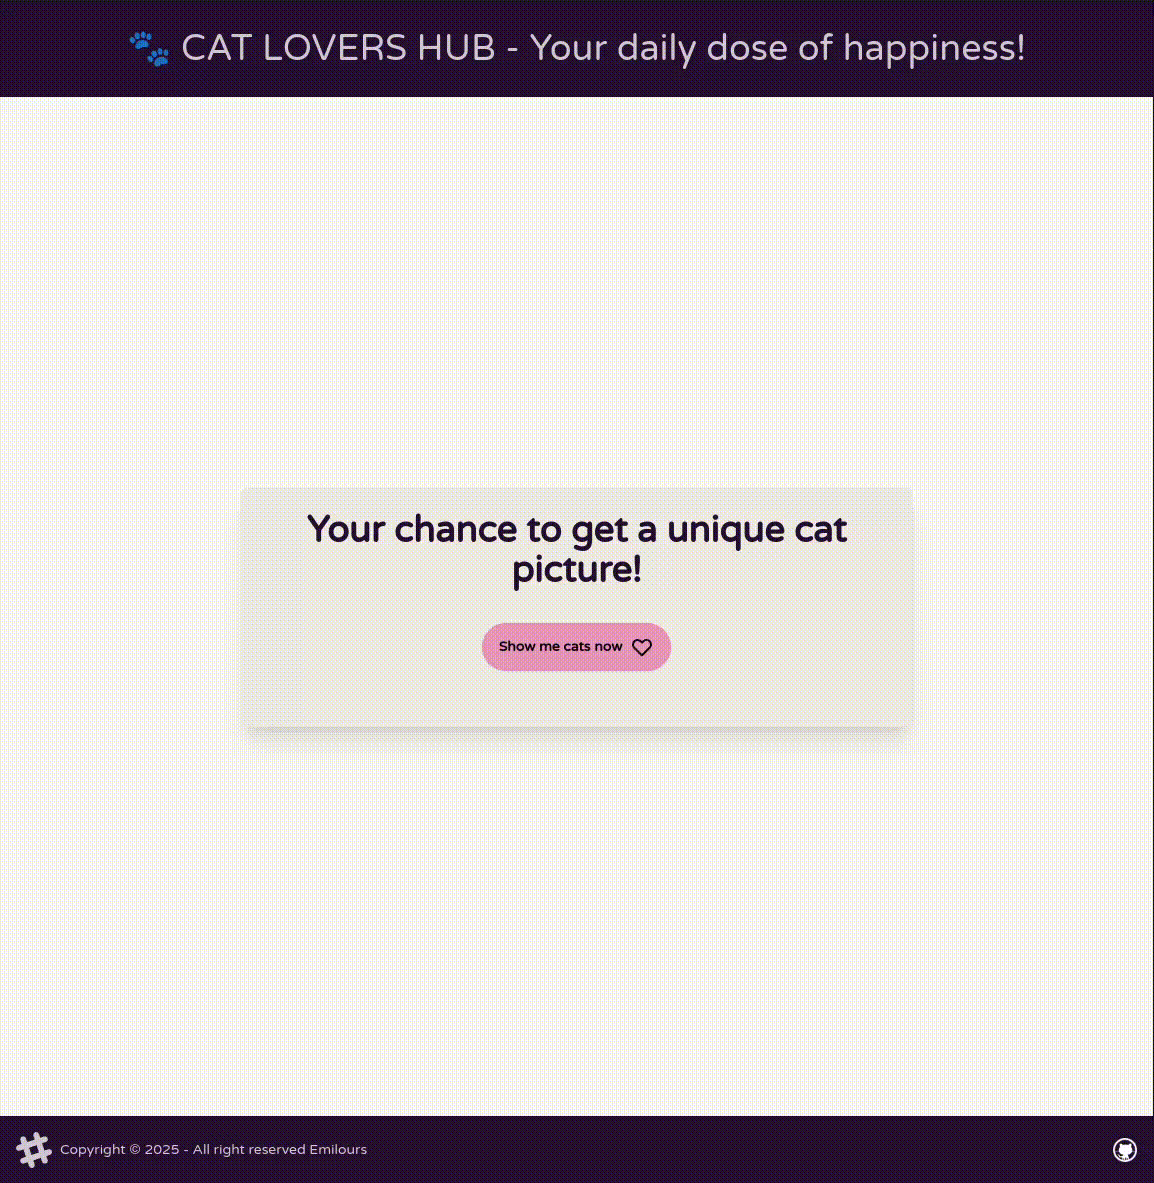 🐾 CAT LOVERS HUB - Your daily dose of happiness!
Your chance to get a unique cat
picture!
Show me cats now
Copyright © 2025 - All right reserved Emilours